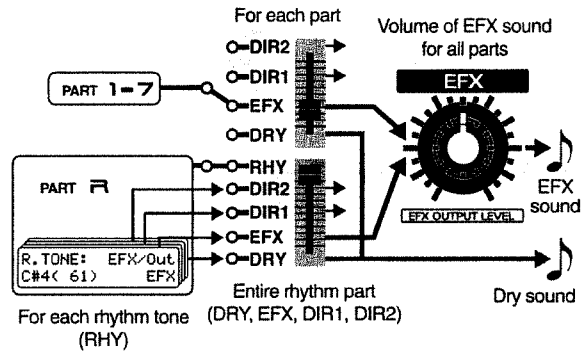 For each part
Volume of EFX sound
for all parts
DIR2
DIR1
PART 1-7
EFX
DRY
EFX
RHY
PART R
DIR2
DIR1
EFX
DRY
R.TONE: EFX/Out
C#4( 61) EFX
EFX OUTPUT LEVEL
EFX
sound
Dry sound
Entire rhythm part
(DRY, EFX, DIR1, DIR2)
For each rhythm tone
(RHY)